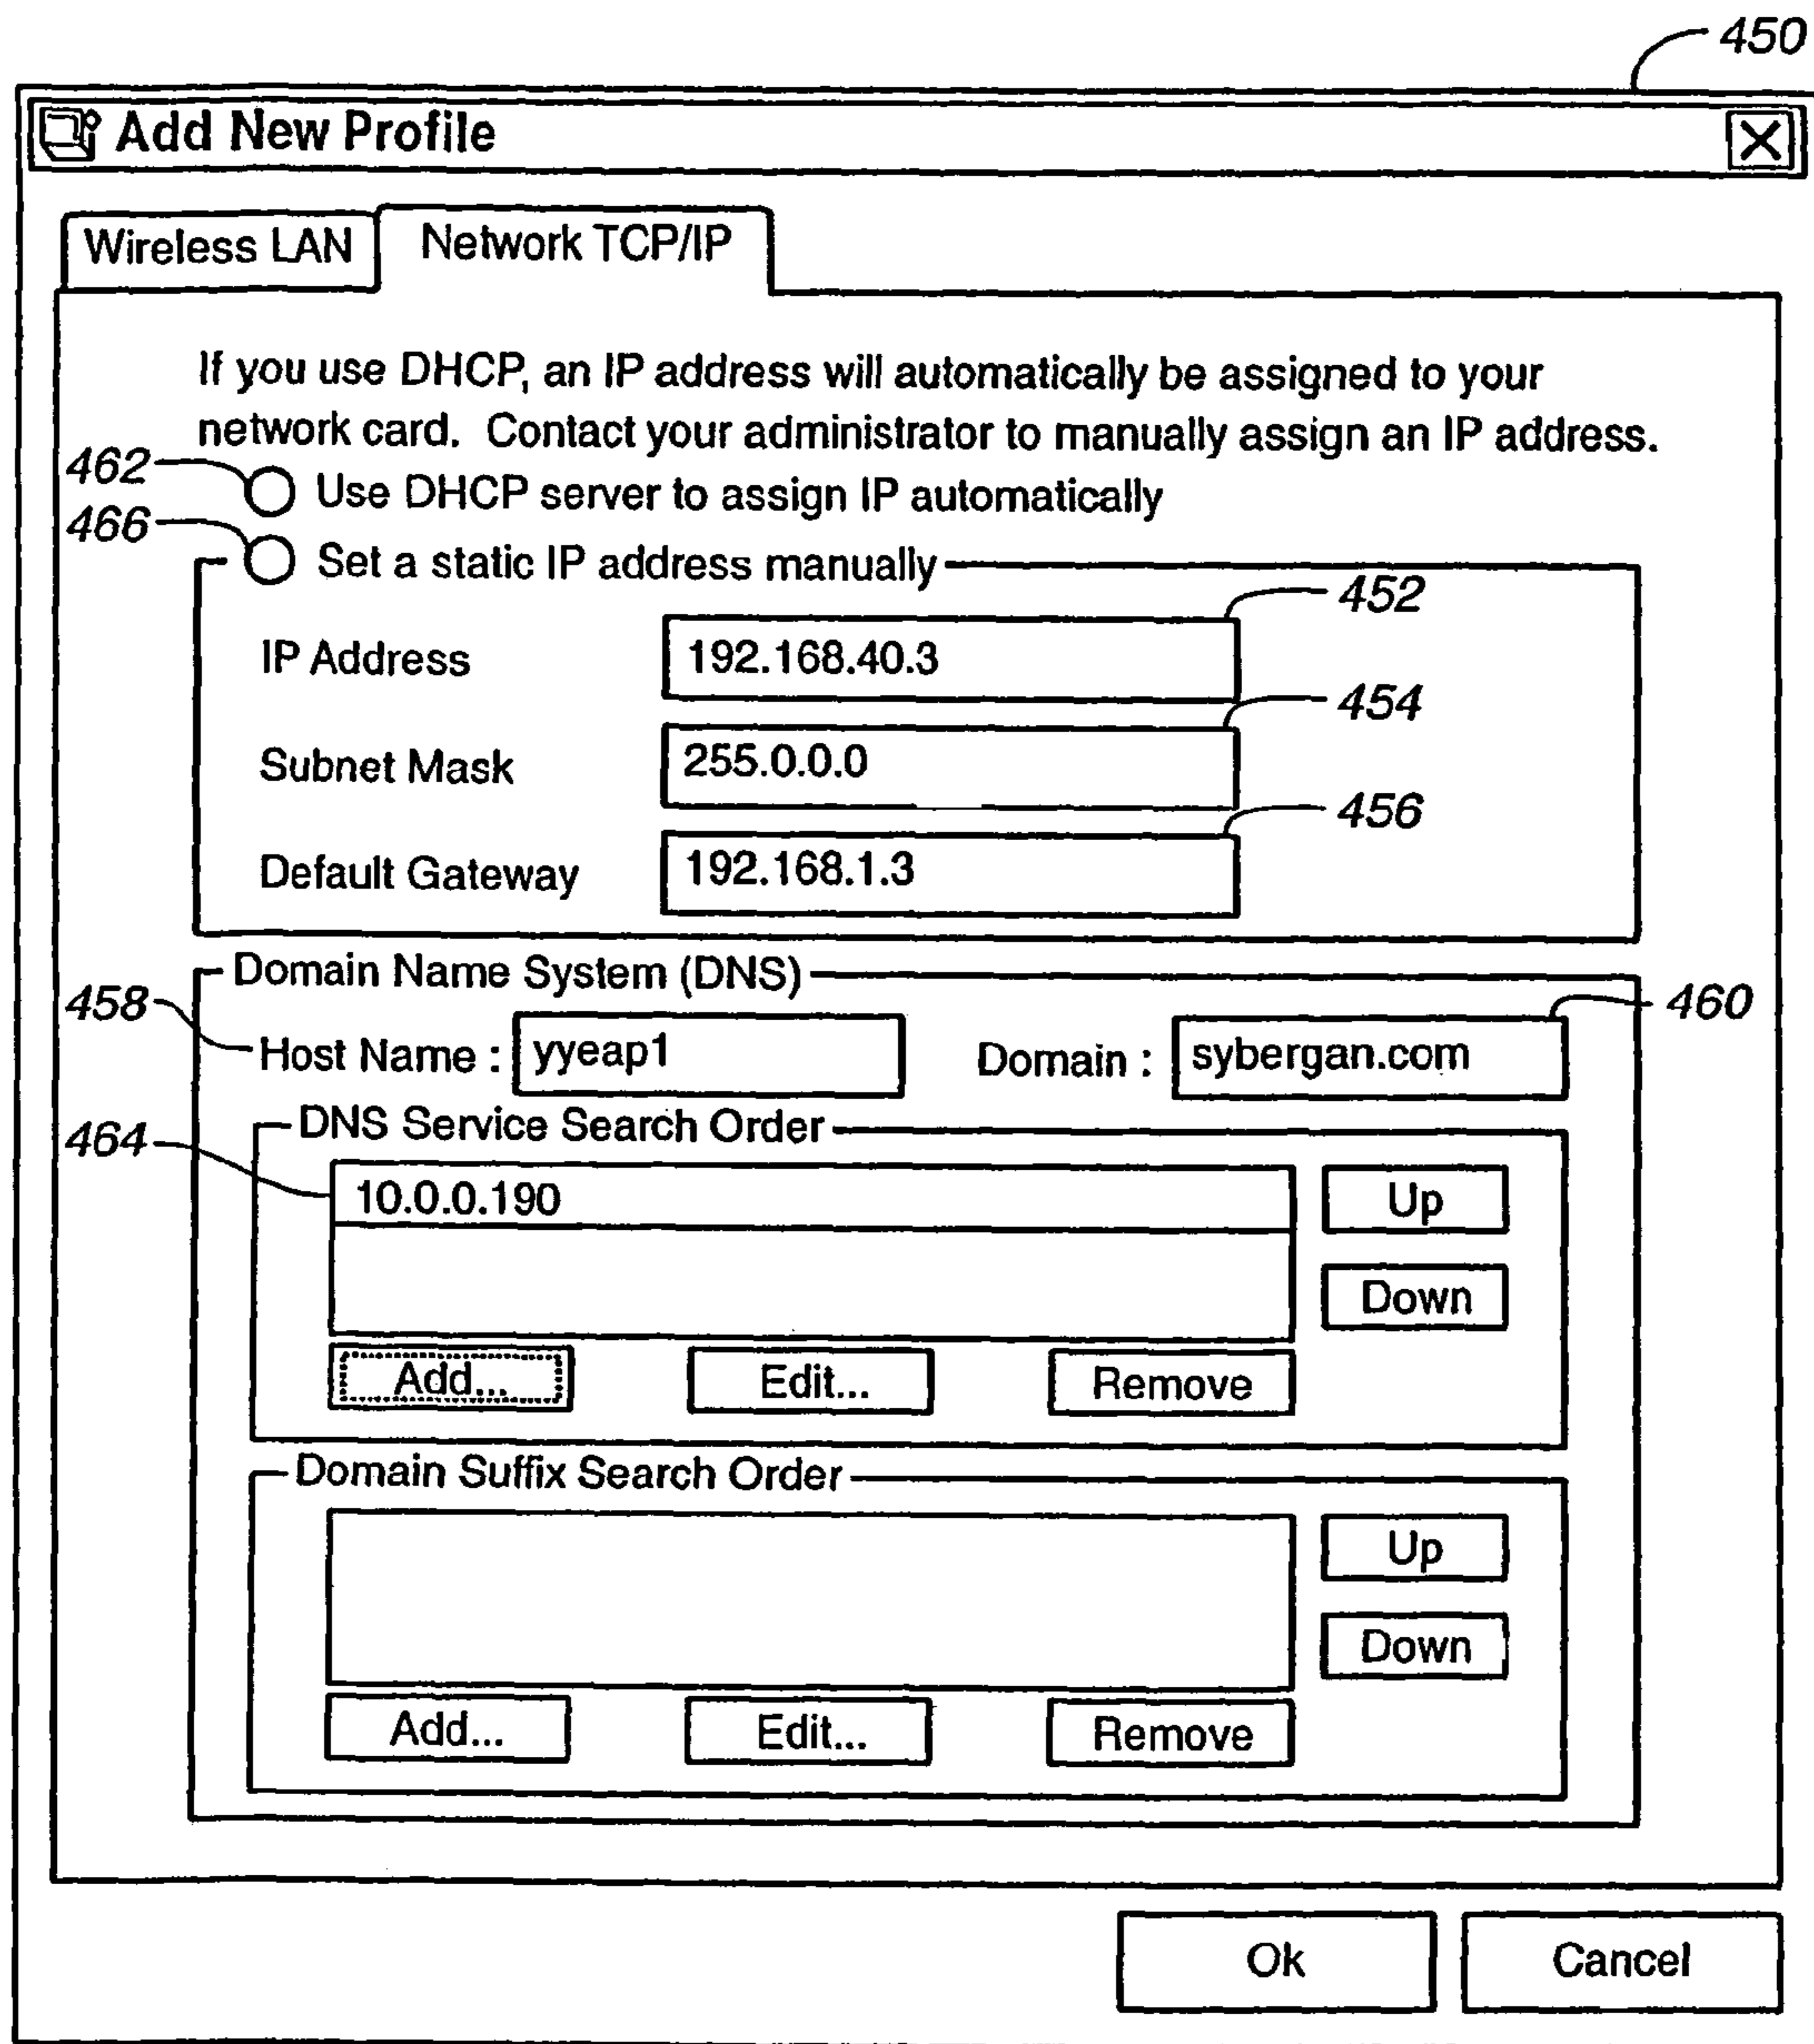 450
Add New Profile
Wireless LAN
Network TCP/IP
If you use DHCP, an IP address will automatically be assigned to your
network card. Contact your administrator to manually assign an IP address.
462
Use DHCP server to assign IP automatically
466
Set a static IP address manually
452
IP Address
192.168.40.3
454
Subnet Mask
255.0.0.0
456
Default Gateway
192.168.1.3
Domain Name System (DNS)
458
460
Host Name : yyeap1
Domain : sybergan.com
DNS Service Search Order
464
10.0.0.190
Up
Down
Add... Edit... Remove
Domain Suffix Search Order
Up
Down
Add... Edit... Remove
Ok
Cancel